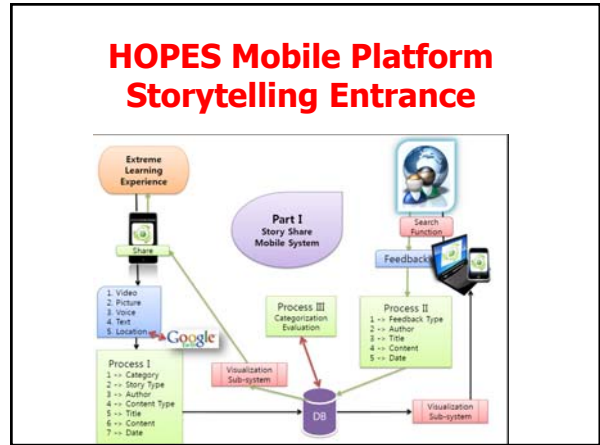 HOPES Mobile Platform
Storytelling Entrance
Extreme
Learning
Experience
Share
1. Video
2. Picture
3. Voice
4. Text
5. Location
Google
Process I
1 -> Category
2 -> Story Type
3 -> Author
4 -> Content Type
5 -> Title
6 -> Content
7 -> Date
Part I
Story Share
Mobile System
Process III
Categorization
Evaluation
Visualization
Sub-system
DB
Search
Function
Feedback
Process II
1 -> Feedback Type
2 -> Author
3 -> Title
4 -> Content
5 -> Date
Visualization
Sub-system